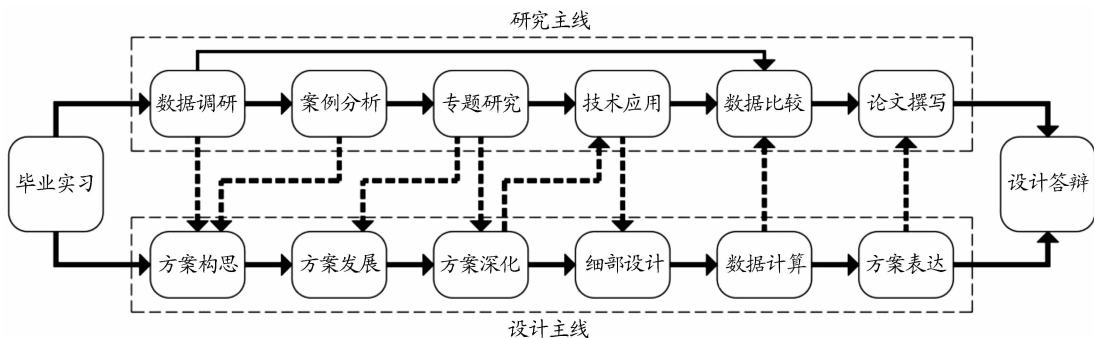 研究主线
数据调研
案例分析
专题研究
技术应用
数据比较
论文撰写
毕业实习
设计答辩
方案构思
方案发展
方案深化
细部设计
数据计算
方案表达
设计主线